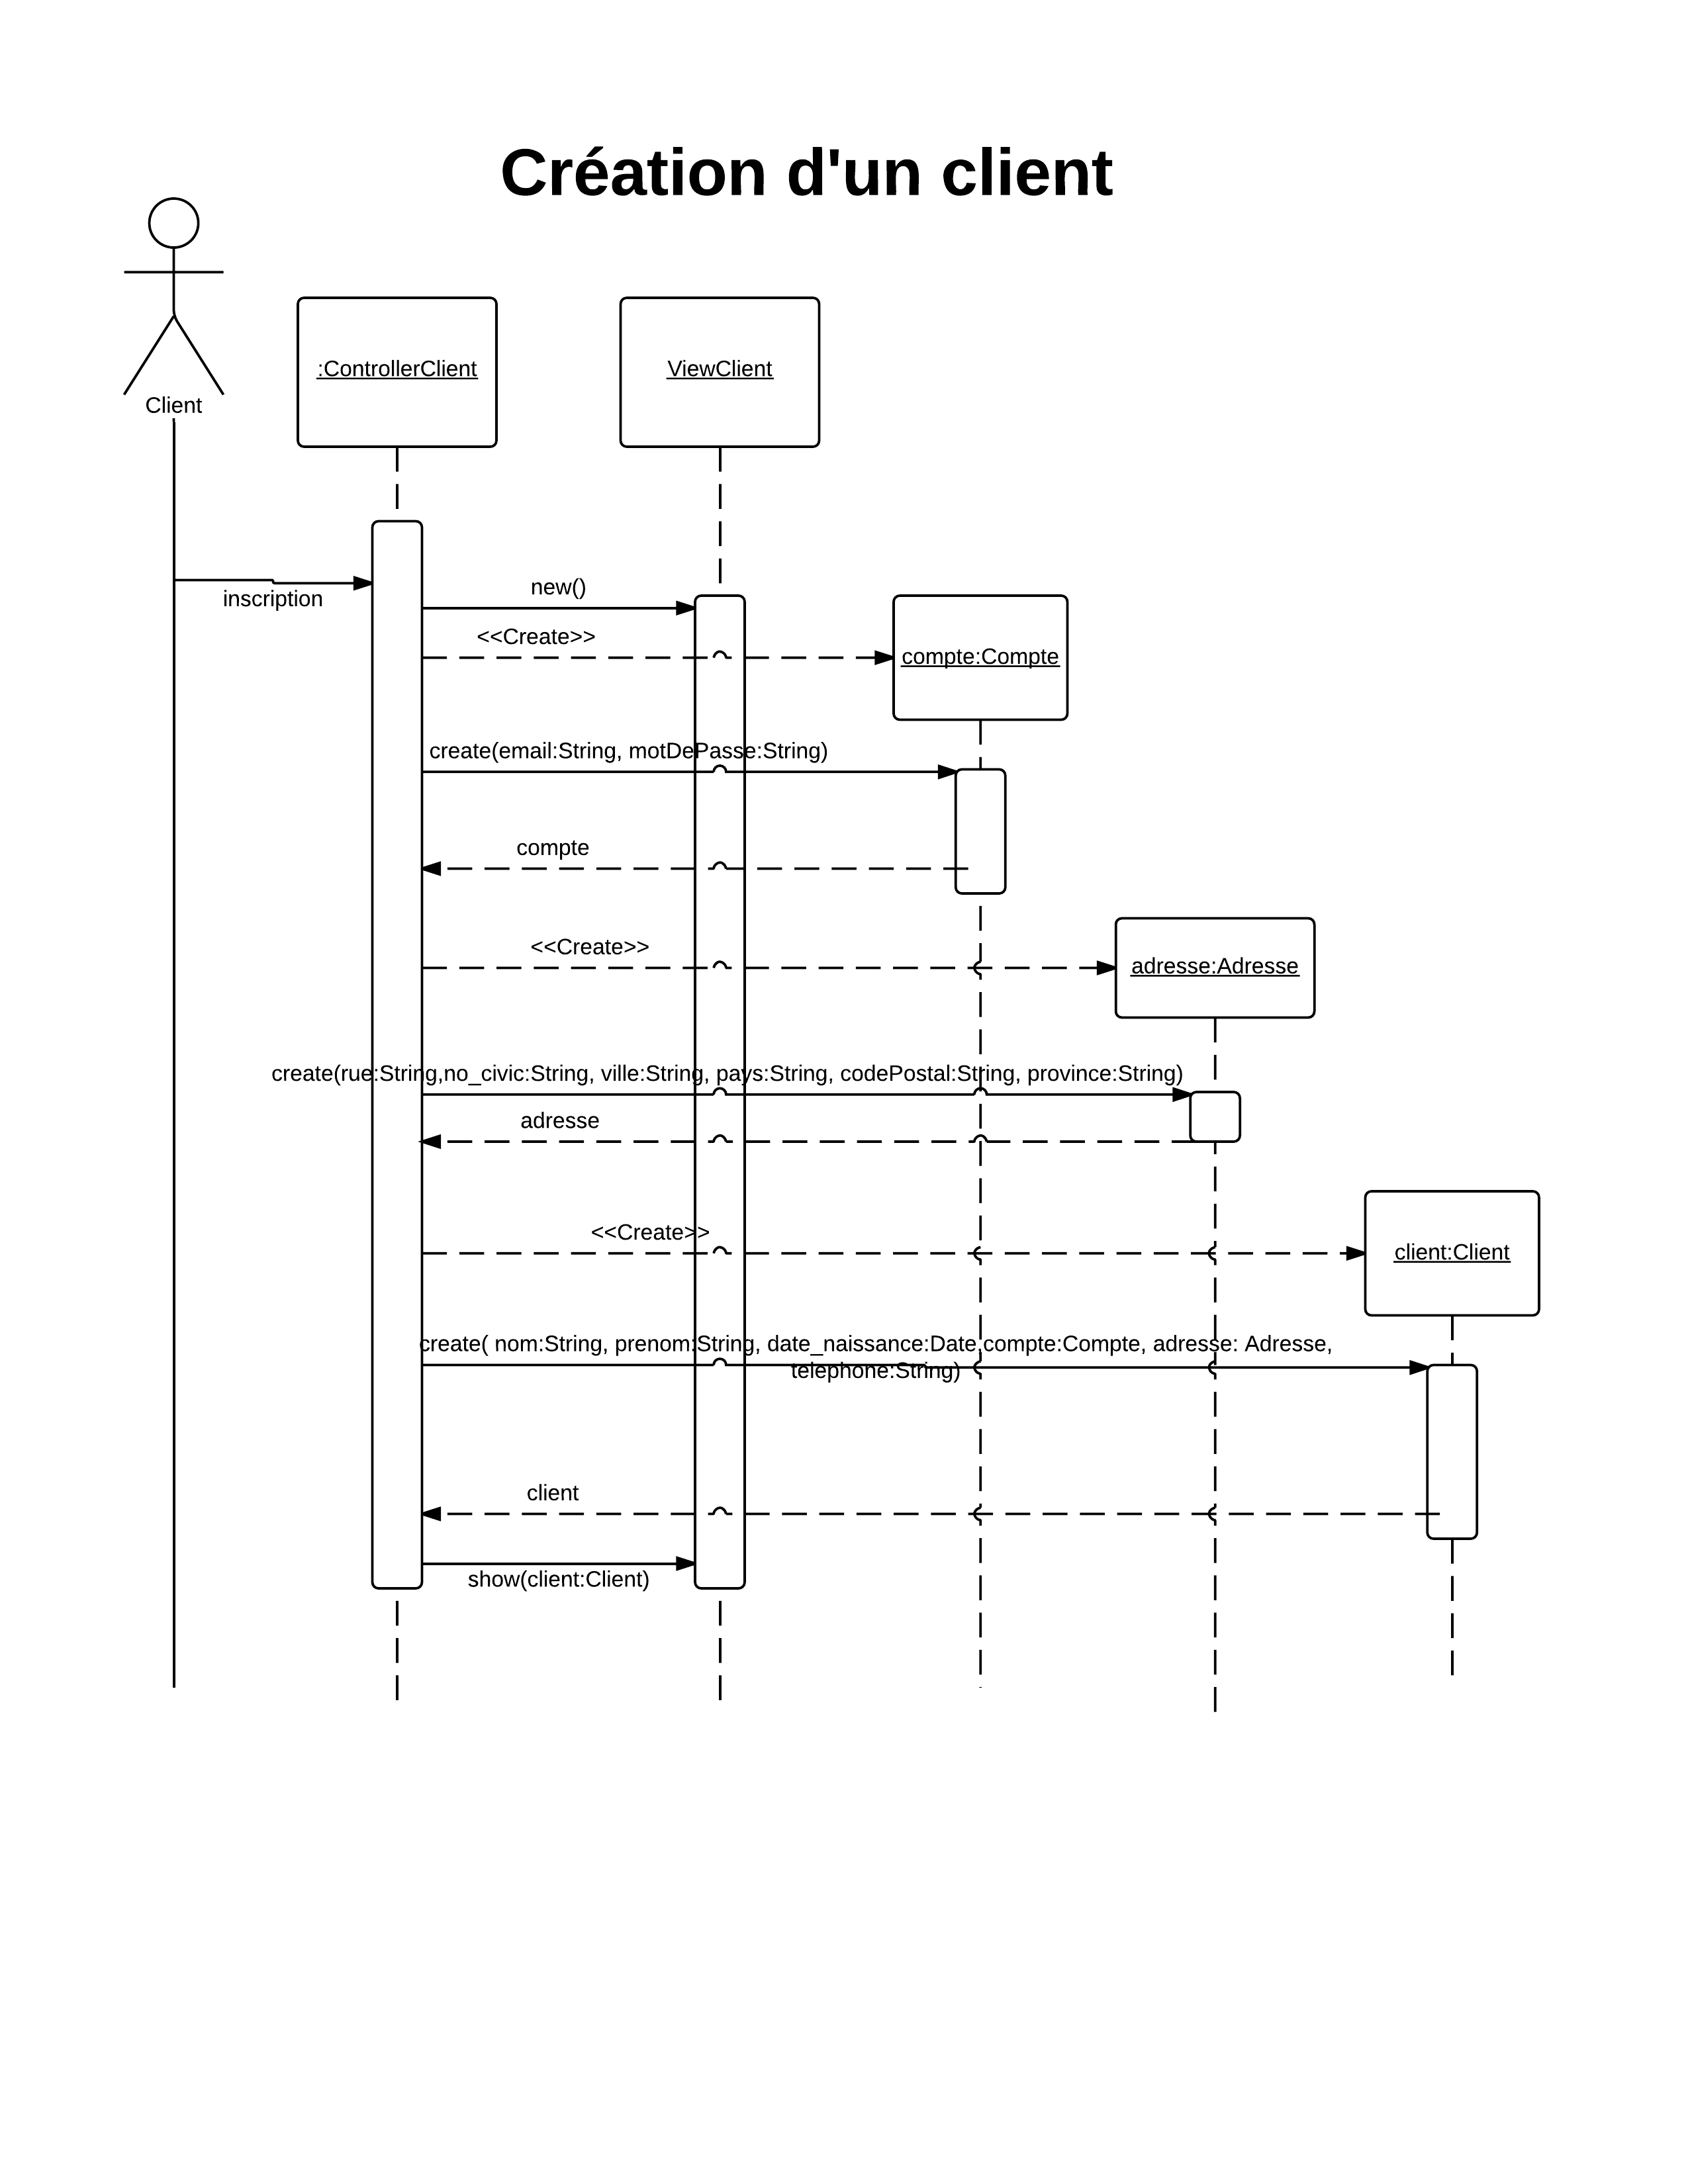 Création d'un client
Client
:ControllerClient
ViewClient
inscription
new()
<<Create>>
compte:Compte
create(email:String, motDePasse:String)
compte
<<Create>>
adresse:Adresse
create(rue:String,no_civic:String, ville:String, pays:String, codePostal:String, province:String)
adresse
<<Create>>
client:Client
create( nom:String, prenom:String, date_naissance:Date,compte:Compte, adresse: Adresse,
telephone:String)
client
show(client:Client)